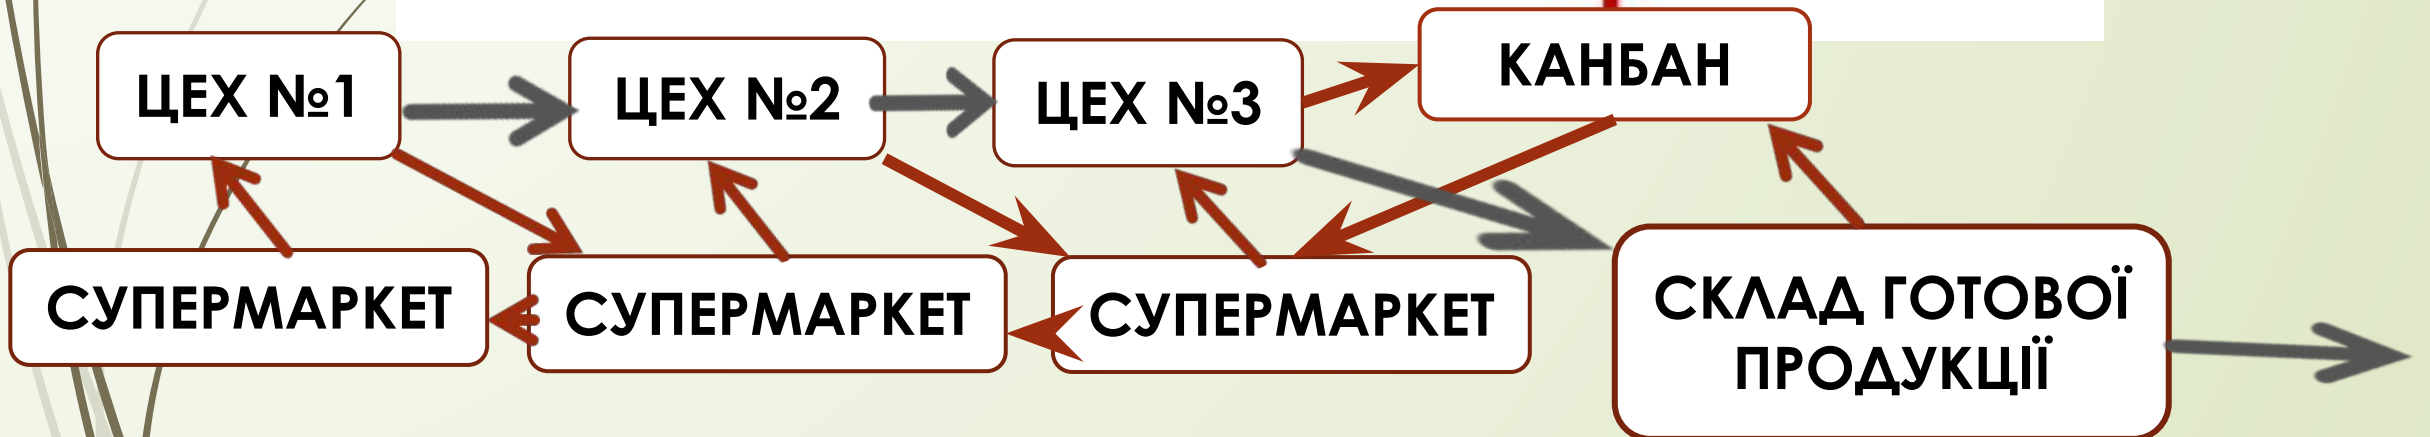 ЦЕХ №1
ЦЕХ №2
ЦЕХ №3
КАНБАН
СУПЕРМАРКЕТ
СУПЕРМАРКЕТ
СУПЕРМАРКЕТ
СКЛАД ГОТОВОЇ
ПРОДУКЦІЇ